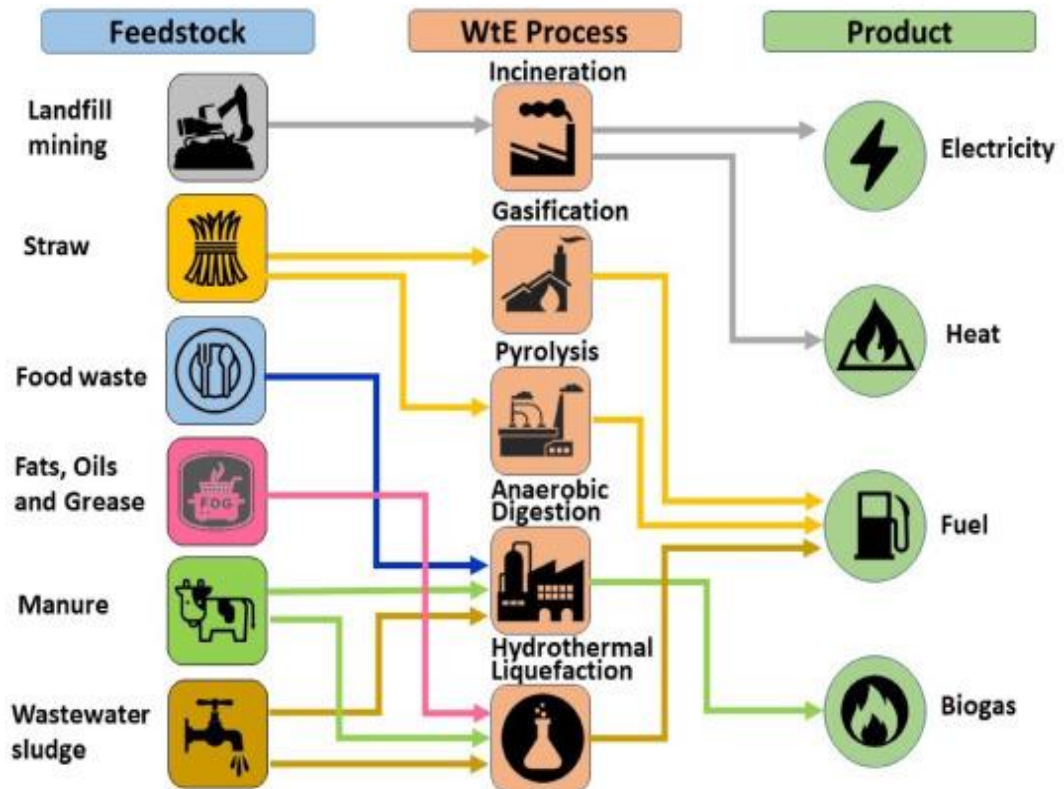 Feedstock
WtE Process
Product
Landfill
mining
Straw
Food waste
Fats, Oils
and Grease
FOG
Manure
Wastewater
sludge
Incineration
Gasification
Pyrolysis
Anaerobic
Digestion
Hydrothermal
Liquefaction
Electricity
Heat
Fuel
Biogas